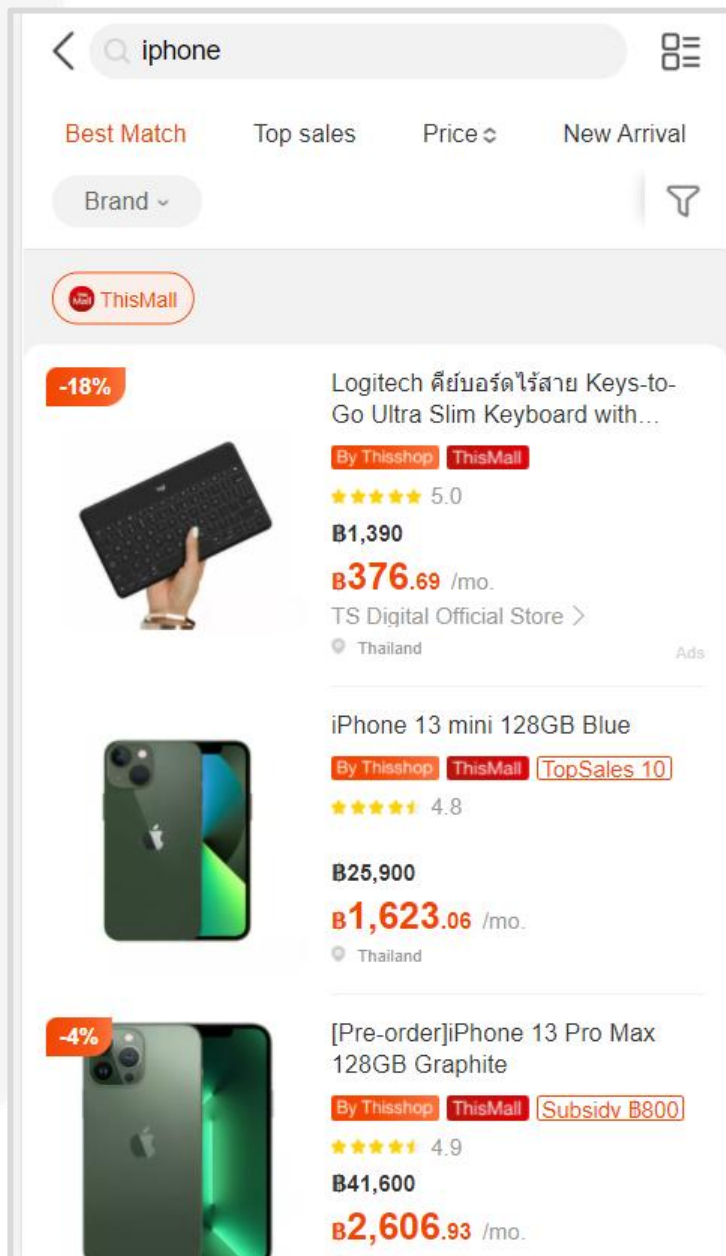 iphone
Best Match Top sales Price New Arrival
Brand
ThisMall
-18%
Logitech คีย์บอร์ดไร้สาย Keys-to-
Go Ultra Slim Keyboard with...
By Thisshop ThisMall
5.0
฿1,390
฿376.69 /mo.
TS Digital Official Store
Thailand
Ads
iPhone 13 mini 128GB Blue
By Thisshop ThisMall TopSales 10
4.8
฿25,900
฿1,623.06 /mo.
Thailand
-4%
[Pre-order]iPhone 13 Pro Max
128GB Graphite
By Thisshop ThisMall Subsidy ฿800
4.9
฿41,600
฿2,606.93 /mo.